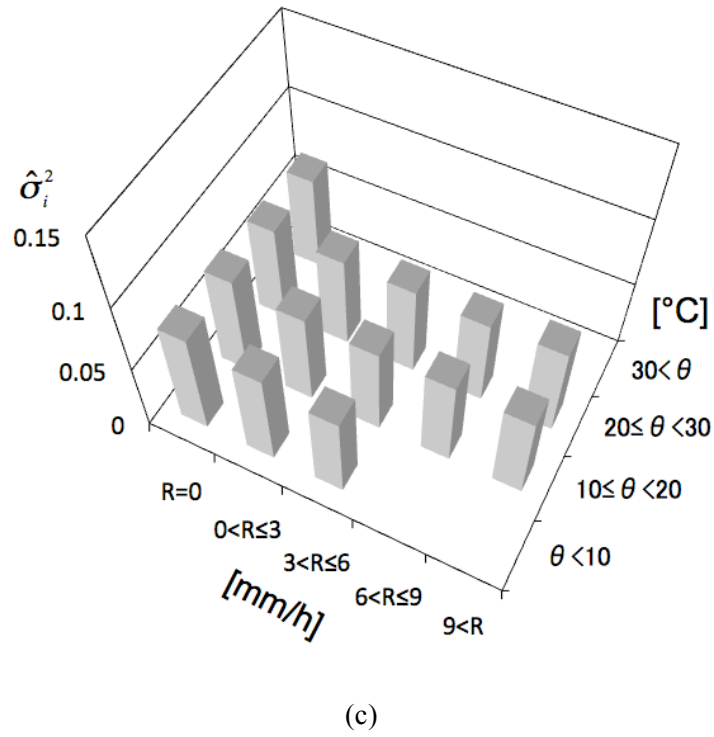 σ̂ᵢ²
0.15
0.1
0.05
0
[°C]
30< θ
20≤ θ <30
10≤ θ <20
θ <10
R=0
0<R≤3
3<R≤6
6<R≤9
9<R
[mm/h]
(c)